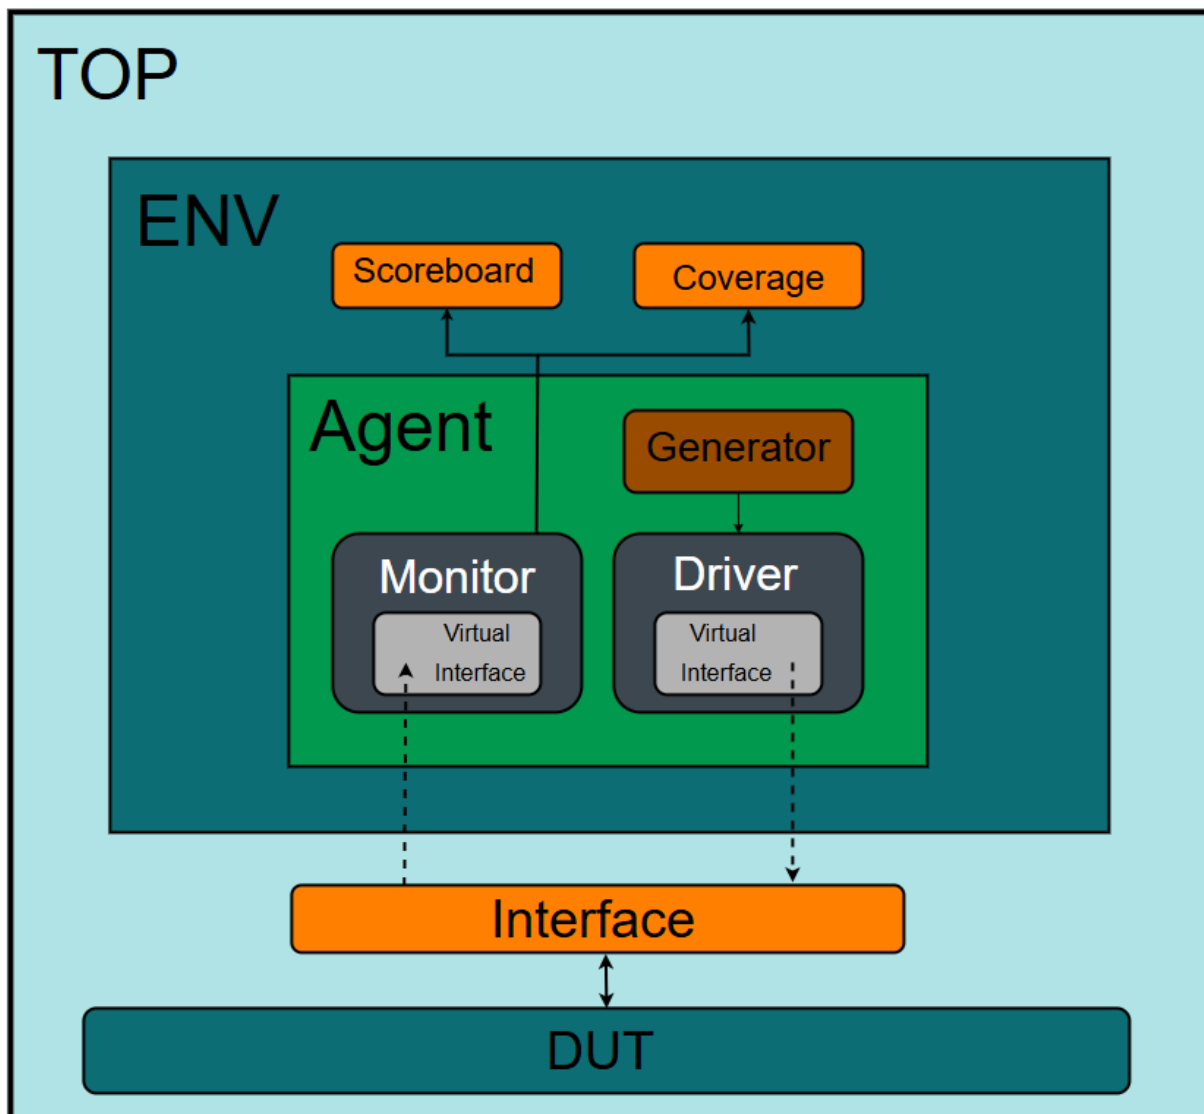 TOP
ENV
Scoreboard
Coverage
Agent
Generator
Monitor
Driver
Virtual
Interface
Virtual
Interface
Interface
DUT